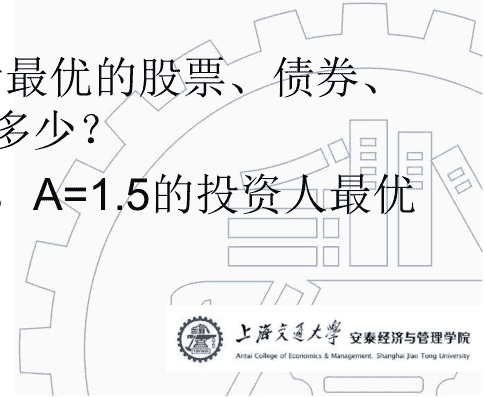 最优的股票、债券、
多少?
A=1.5的投资人最优
上海交通大学 安泰经济与管理学院
Antai College of Economics & Management, Shanghai Jiao Tong University